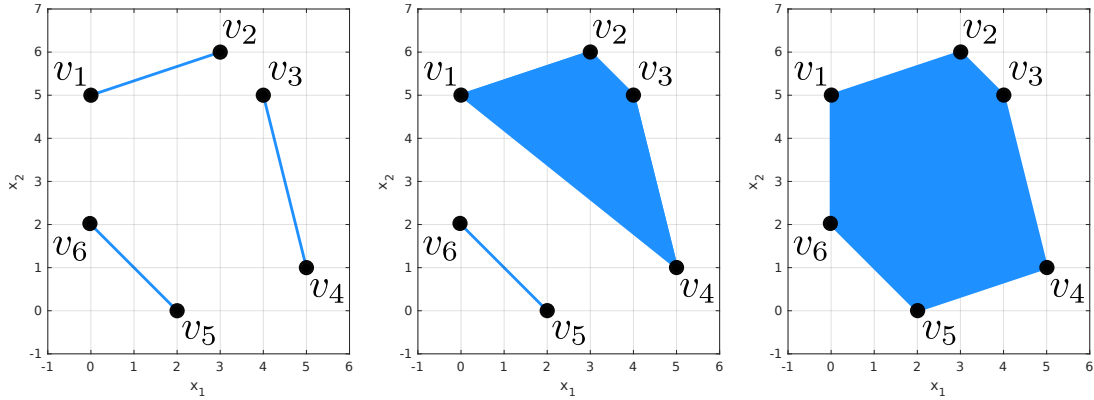 7 6 5 4 3 2 1 0 -1
-1 0 1 2 3 4 5 6
x₂
x₁
v₁ v₂ v₃ v₄ v₅ v₆
7 6 5 4 3 2 1 0 -1
-1 0 1 2 3 4 5 6
x₂
x₁
v₁ v₂ v₃ v₄ v₅ v₆
7 6 5 4 3 2 1 0 -1
-1 0 1 2 3 4 5 6
x₂
x₁
v₁ v₂ v₃ v₄ v₅ v₆